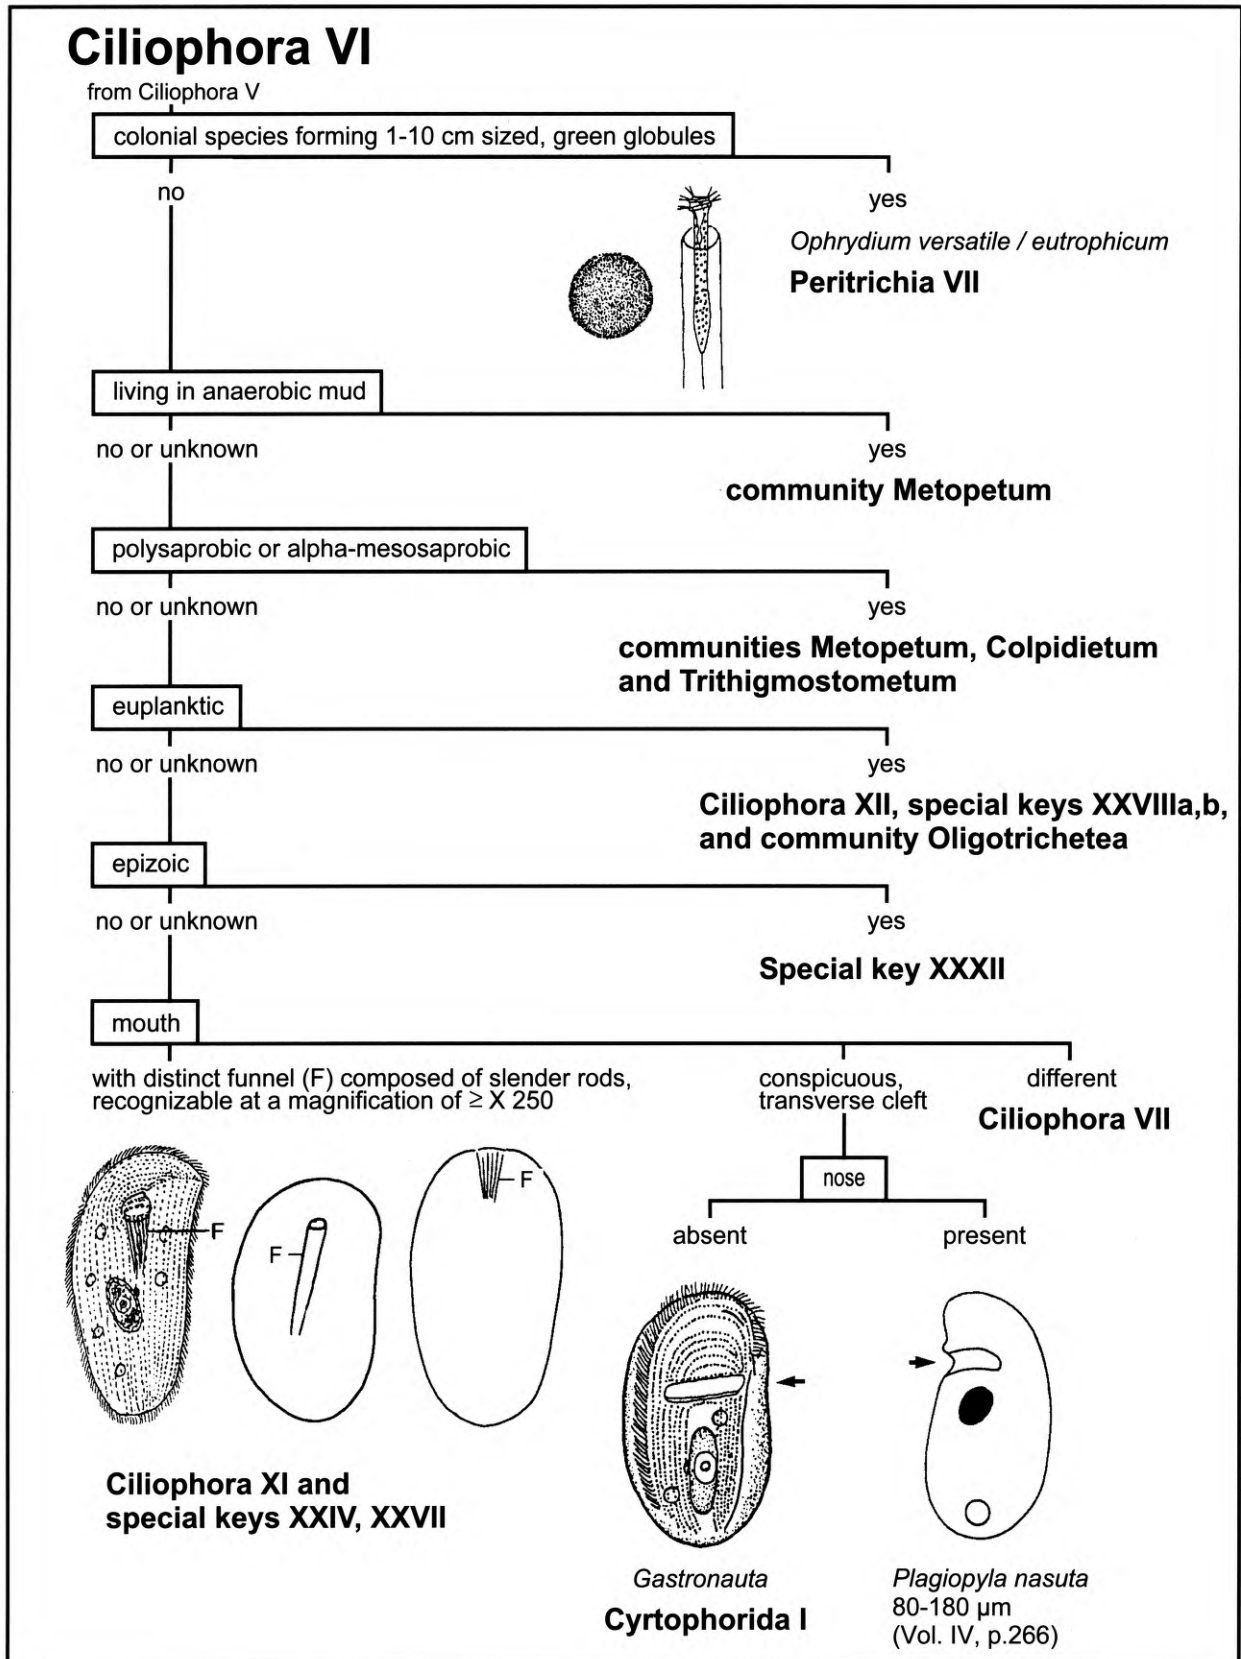 Ciliophora VI
from Ciliophora V
colonial species forming 1-10 cm sized, green globules
no
yes
Ophrydium versatile / eutrophicum
Peritrichia VII
living in anaerobic mud
no or unknown
yes
community Metopetum
polysaprobic or alpha-mesosaprobic
no or unknown
yes
communities Metopetum, Colpidietum
and Trithigmostometum
euplanktic
no or unknown
yes
Ciliophora XII, special keys XXVIIIa,b,
and community Oligotrichetea
epizoic
no or unknown
yes
Special key XXXII
mouth
with distinct funnel (F) composed of slender rods,
recognizable at a magnification of ≥ X 250
conspicuous,
transverse cleft
different
Ciliophora VII
nose
absent
present
F
F
F
Ciliophora XI and
special keys XXIV, XXVII
Gastronauta
Cyrtophorida I
Plagiopyla nasuta
80-180 µm
(Vol. IV, p.266)